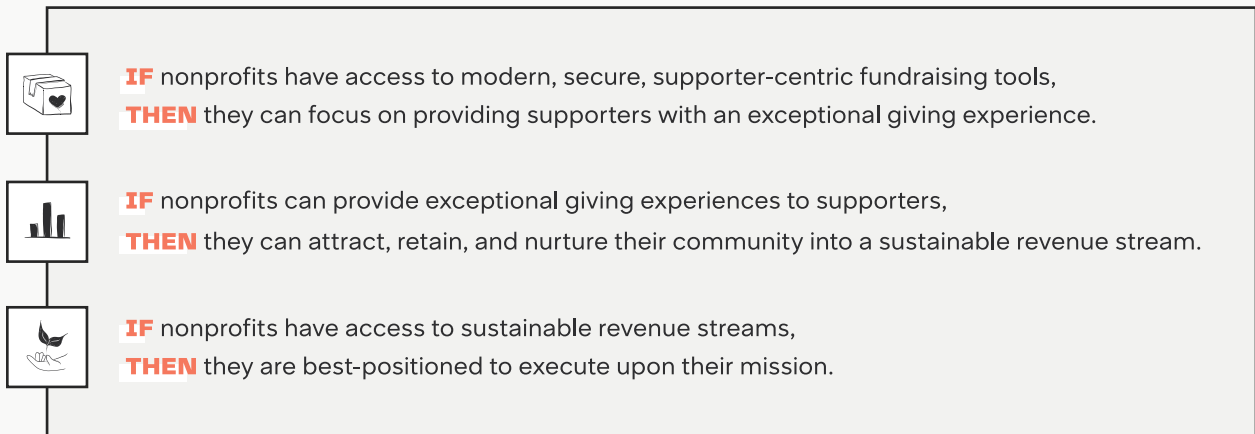 IF nonprofits have access to modern, secure, supporter-centric fundraising tools,
THEN they can focus on providing supporters with an exceptional giving experience.
IF nonprofits can provide exceptional giving experiences to supporters,
THEN they can attract, retain, and nurture their community into a sustainable revenue stream.
IF nonprofits have access to sustainable revenue streams,
THEN they are best-positioned to execute upon their mission.